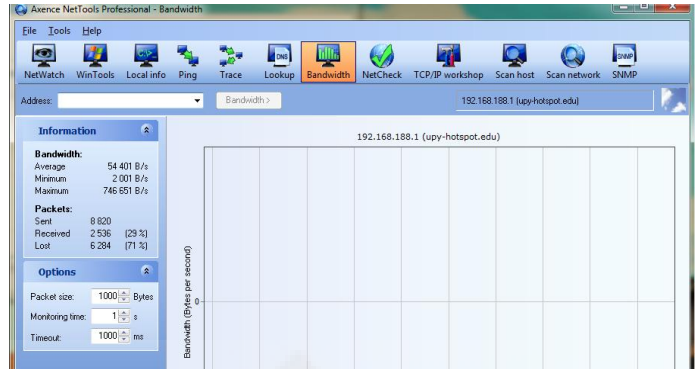 Axence NetTools Professional - Bandwidth
File Tools Help
NetWatch WinTools Local info Ping Trace Lookup Bandwidth NetCheck TCP/IP workshop Scan host Scan network SNMP
DNS
SNMP
Address: Bandwidth > 192.168.188.1 (upy-hotspot.edu)
Information
192.168.188.1 (upy-hotspot.edu)
Bandwidth:
Average 54 401 B/s
Minimum 2 001 B/s
Maximum 746 651 B/s
Packets:
Sent 8 820
Received 2 536 (29 %)
Lost 6 284 (71 %)
Options
Packet size: 1000 Bytes
Monitoring time: 1 s
Timeout: 1000 ms
Bandwidth (Bytes per second)
0